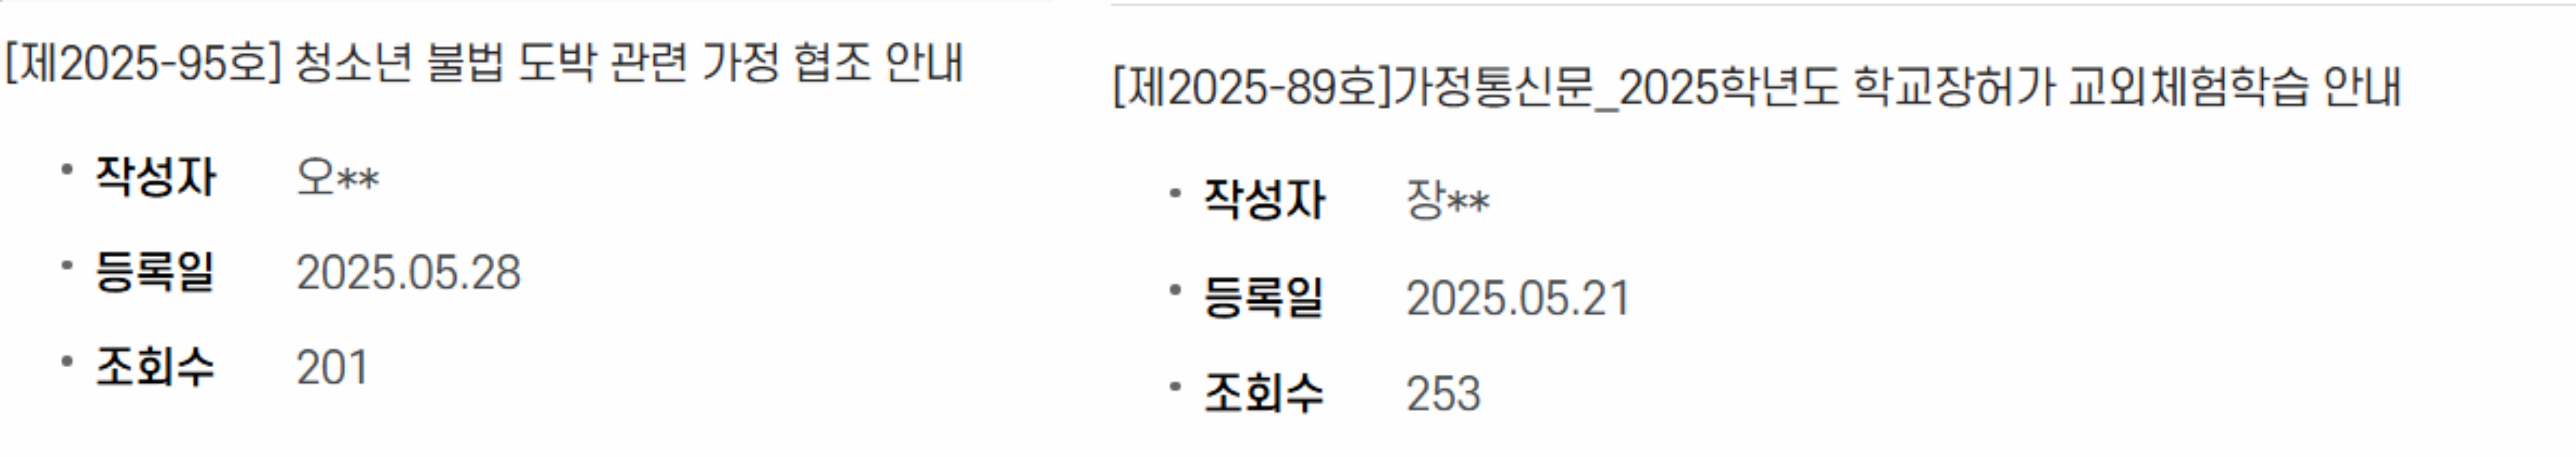 [제2025-95호] 청소년 불법 도박 관련 가정 협조 안내
작성자 오**
등록일 2025.05.28
조회수 201
[제2025-89호]가정통신문_2025학년도 학교장허가 교외체험학습 안내
작성자 장**
등록일 2025.05.21
조회수 253